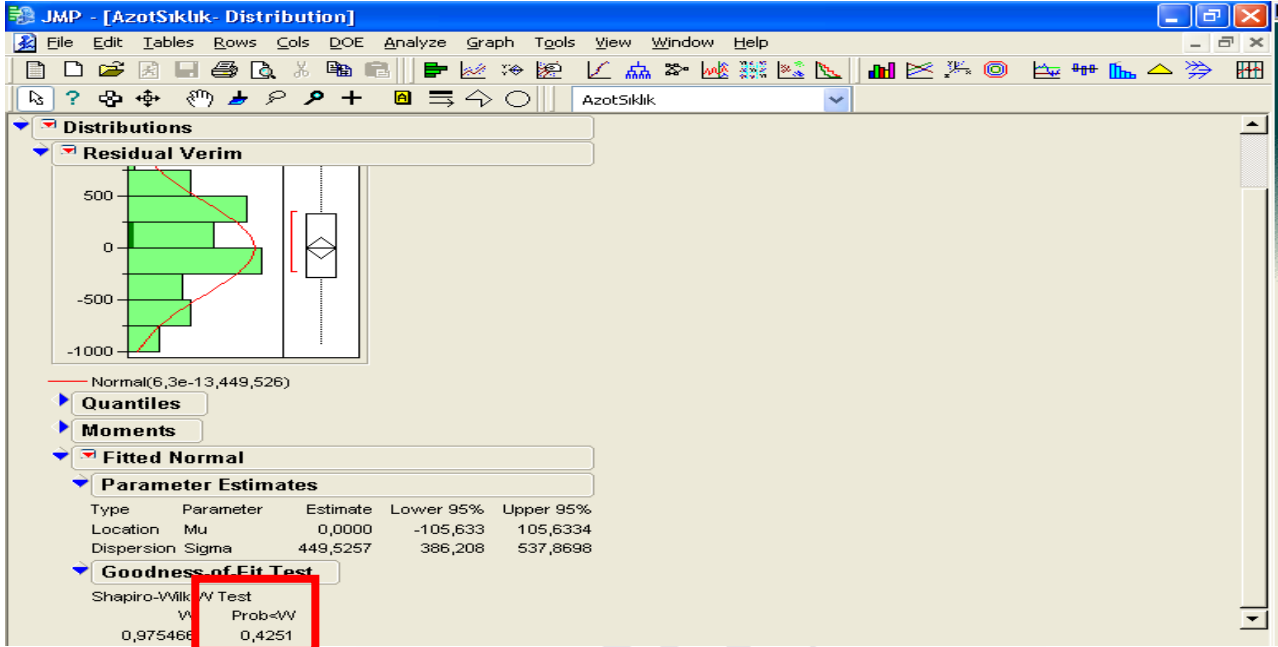 JMP - [AzotSıklık- Distribution]
File Edit Tables Rows Cols DOE Analyze Graph Tools View Window Help
AzotSıklık
Distributions
Residual Verim
500
0
-500
-1000
Normal(6,3e-13,449,526)
Quantiles
Moments
Fitted Normal
Parameter Estimates
Type Parameter Estimate Lower 95% Upper 95%
Location Mu 0,0000 -105,633 105,6334
Dispersion Sigma 449,5257 386,208 537,8698
Goodness-of-Fit Test
Shapiro-Wilk W Test
W Prob<W
0,975466 0,4251